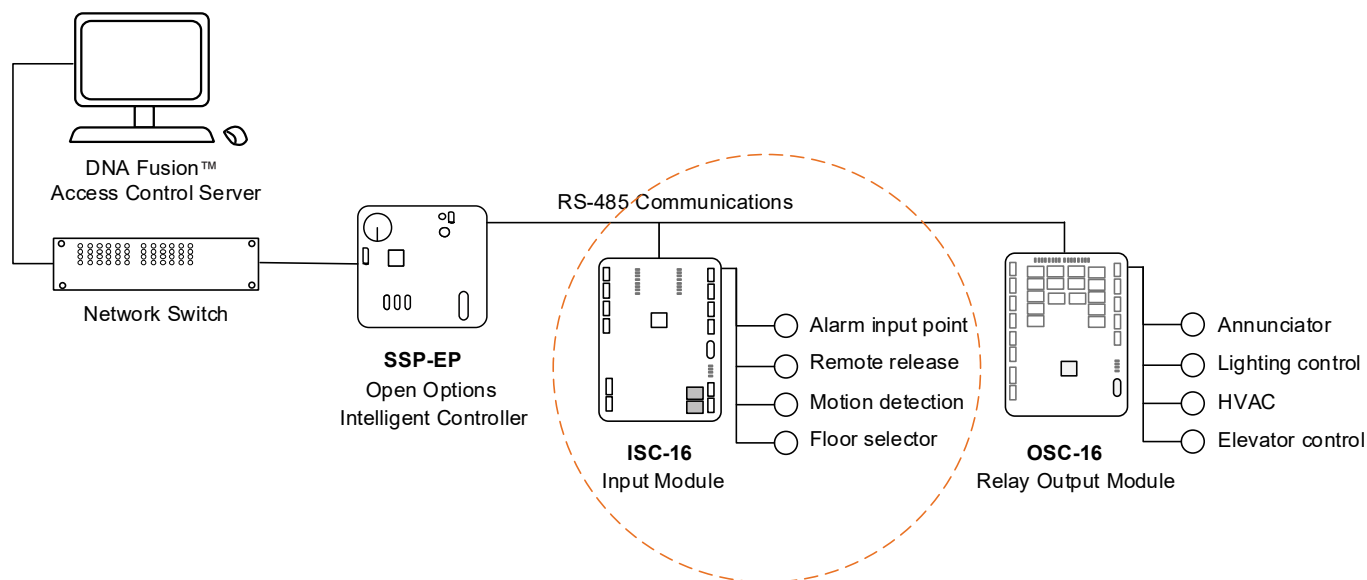 DNA Fusion™
Access Control Server
Network Switch
SSP-EP
Open Options
Intelligent Controller
RS-485 Communications
Alarm input point
Remote release
Motion detection
Floor selector
ISC-16
Input Module
Annunciator
Lighting control
HVAC
Elevator control
OSC-16
Relay Output Module